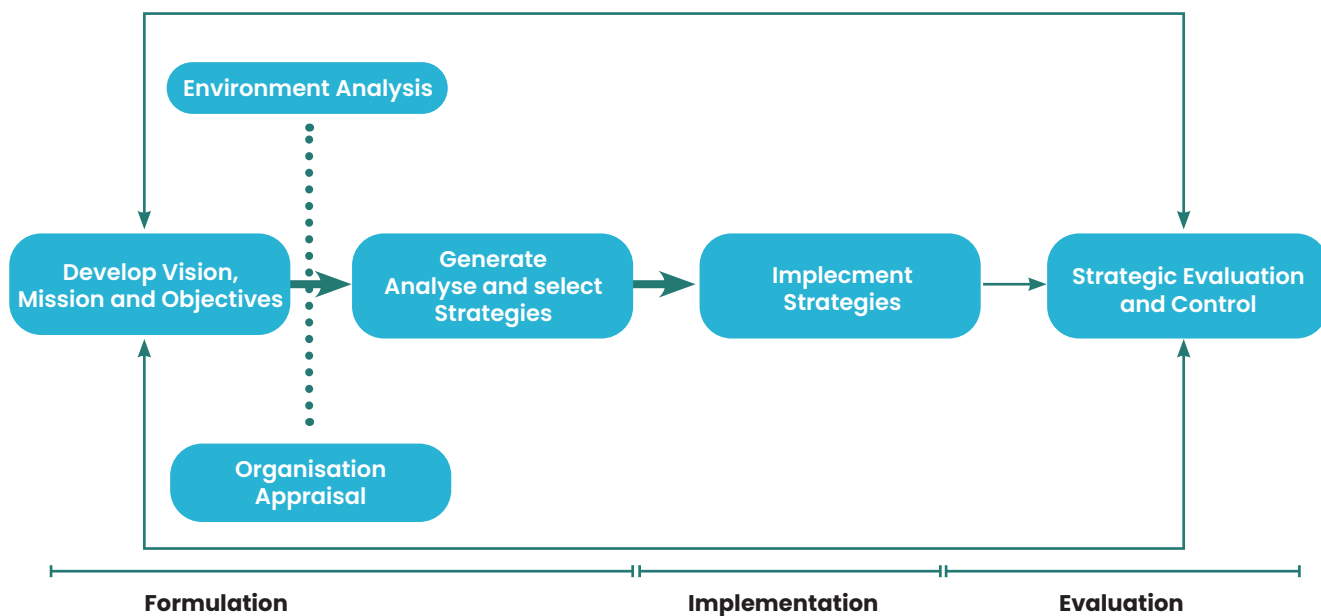 Environment Analysis
Develop Vision,
Mission and Objectives
Generate
Analyse and select
Strategies
Implecment
Strategies
Strategic Evaluation
and Control
Organisation
Appraisal
Formulation
Implementation
Evaluation